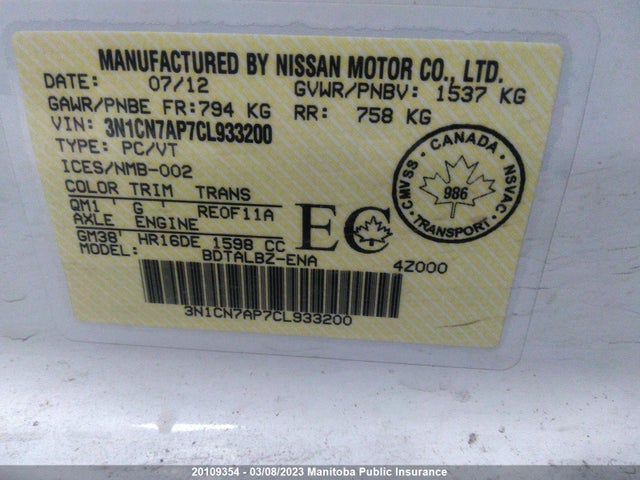 MANUFACTURED BY NISSAN MOTOR CO., LTD.
DATE: 07/12 GVWR/PNBV: 1537 KG
GAWR/PNBE FR:794 KG RR: 758 KG
VIN: 3N1CN7AP7CL933200
TYPE: PC/VT
ICES/NMB-002
COLOR TRIM TRANS
QM1 ' G ' RE0F11A
AXLE ENGINE
GM38' HR16DE 1598 CC
MODEL: BDTALBZ-ENA
EC
4Z000
3N1CN7AP7CL933200
CANADA
CMVSS · NSVAC
986
TRANSPORT
20109354 - 03/08/2023 Manitoba Public Insurance